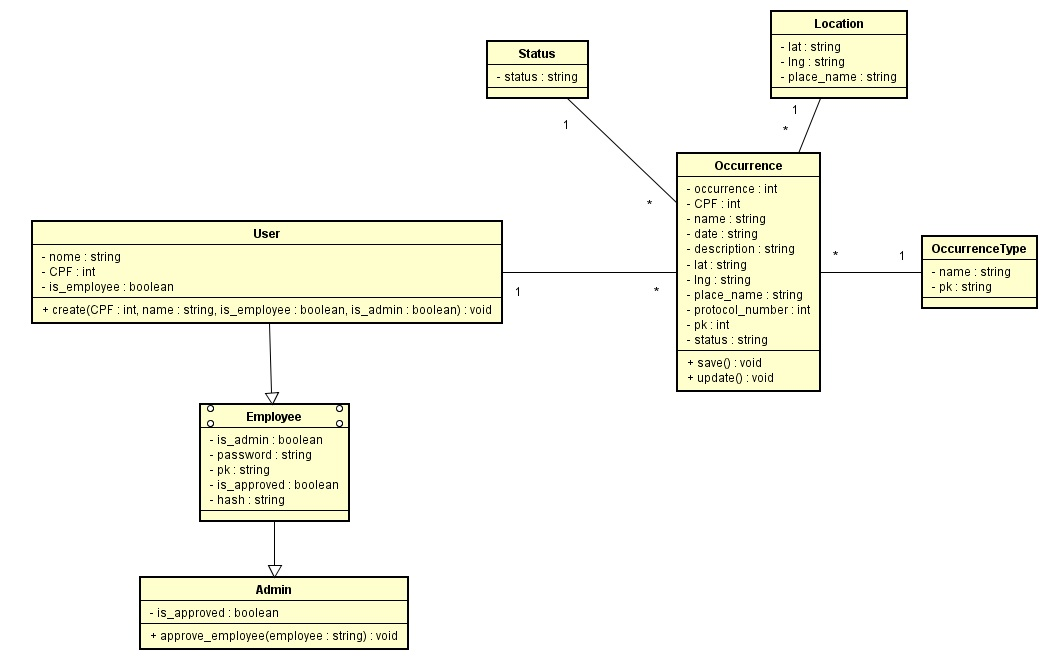 Location
- lat : string
- lng : string
- place_name : string
1
*
Status
- status : string
1
*
Occurrence
- occurrence : int
- CPF : int
- name : string
- date : string
- description : string
- lat : string
- lng : string
- place_name : string
- protocol_number : int
- pk : int
- status : string
+ save() : void
+ update() : void
User
- nome : string
- CPF : int
- is_employee : boolean
+ create(CPF : int, name : string, is_employee : boolean, is_admin : boolean) : void
1
*
*
1
OccurrenceType
- name : string
- pk : string
Employee
- is_admin : boolean
- password : string
- pk : string
- is_approved : boolean
- hash : string
Admin
- is_approved : boolean
+ approve_employee(employee : string) : void